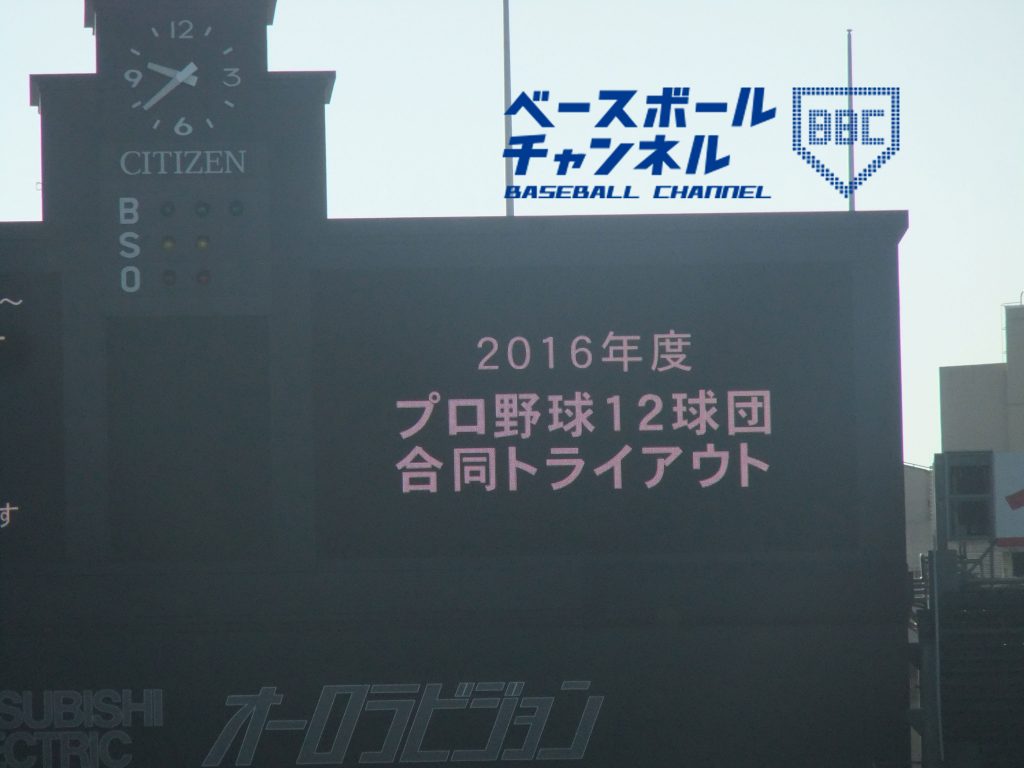 12
9 3
6
CITIZEN
ベースボール
チャンネル
BASEBALL CHANNEL
BBC
B
S
O
～
2016年度
プロ野球12球団
合同トライアウト
す
SUBISHI
ECTRIC
オーロラビジョン